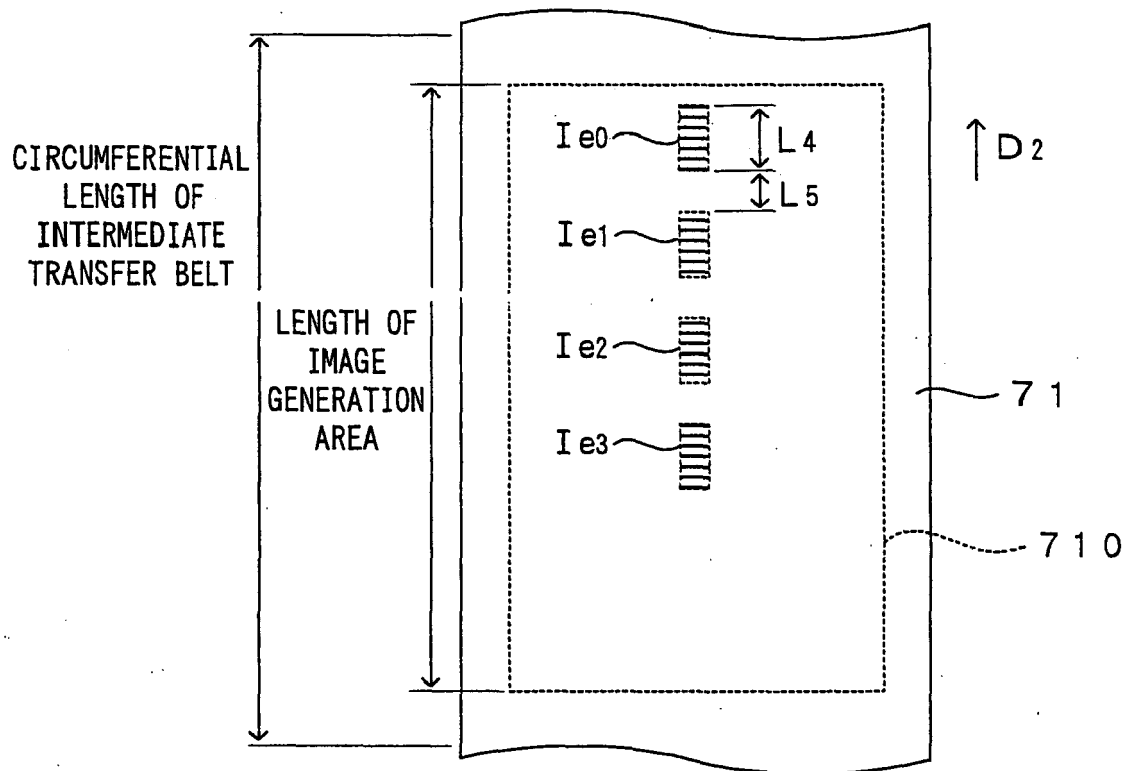 CIRCUMFERENTIAL
LENGTH OF
INTERMEDIATE
TRANSFER BELT
LENGTH OF
IMAGE
GENERATION
AREA
Ie0
L4
L5
Ie1
Ie2
Ie3
D2
71
710